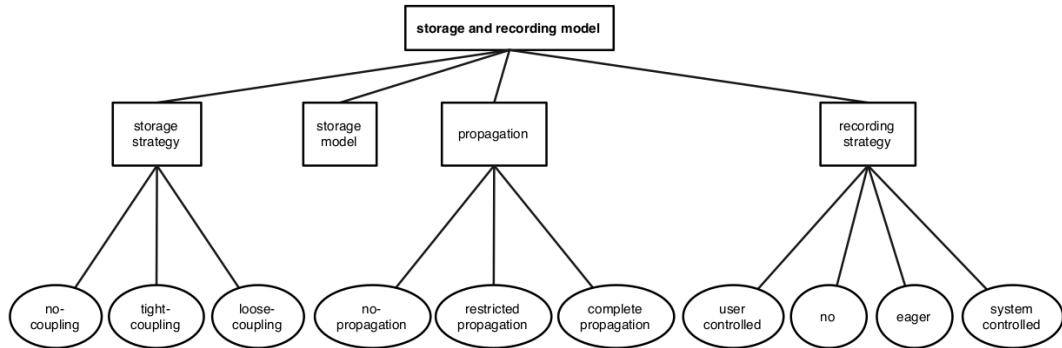 storage and recording model
storage
strategy
storage
model
propagation
recording
strategy
no-
coupling
tight-
coupling
loose-
coupling
no-
propagation
restricted
propagation
complete
propagation
user
controlled
no
eager
system
controlled